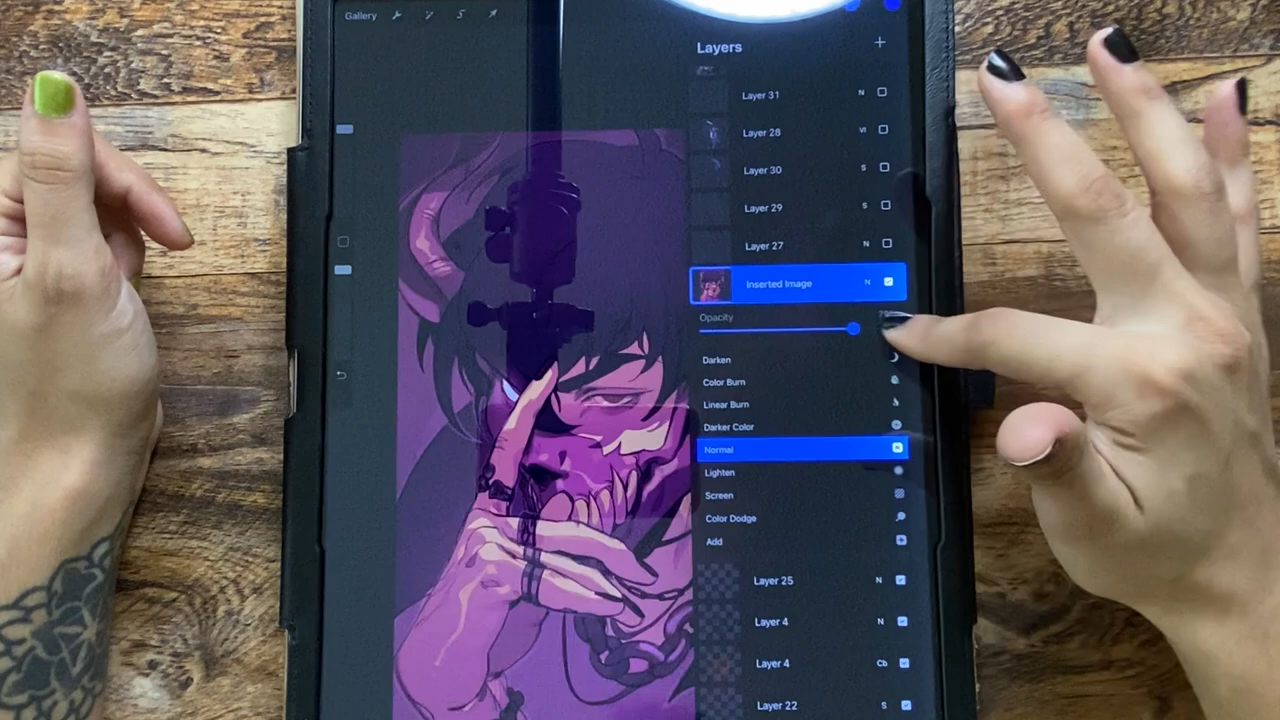 Gallery
Layers
Layer 31 N
Layer 28 Vl
Layer 30 S
Layer 29 S
Layer 27 N
Inserted Image N
Opacity
Darken
Color Burn
Linear Burn
Darker Color
Normal N
Lighten
Screen
Color Dodge
Add
Layer 25 N
Layer 4 N
Layer 4 Cb
Layer 22 S